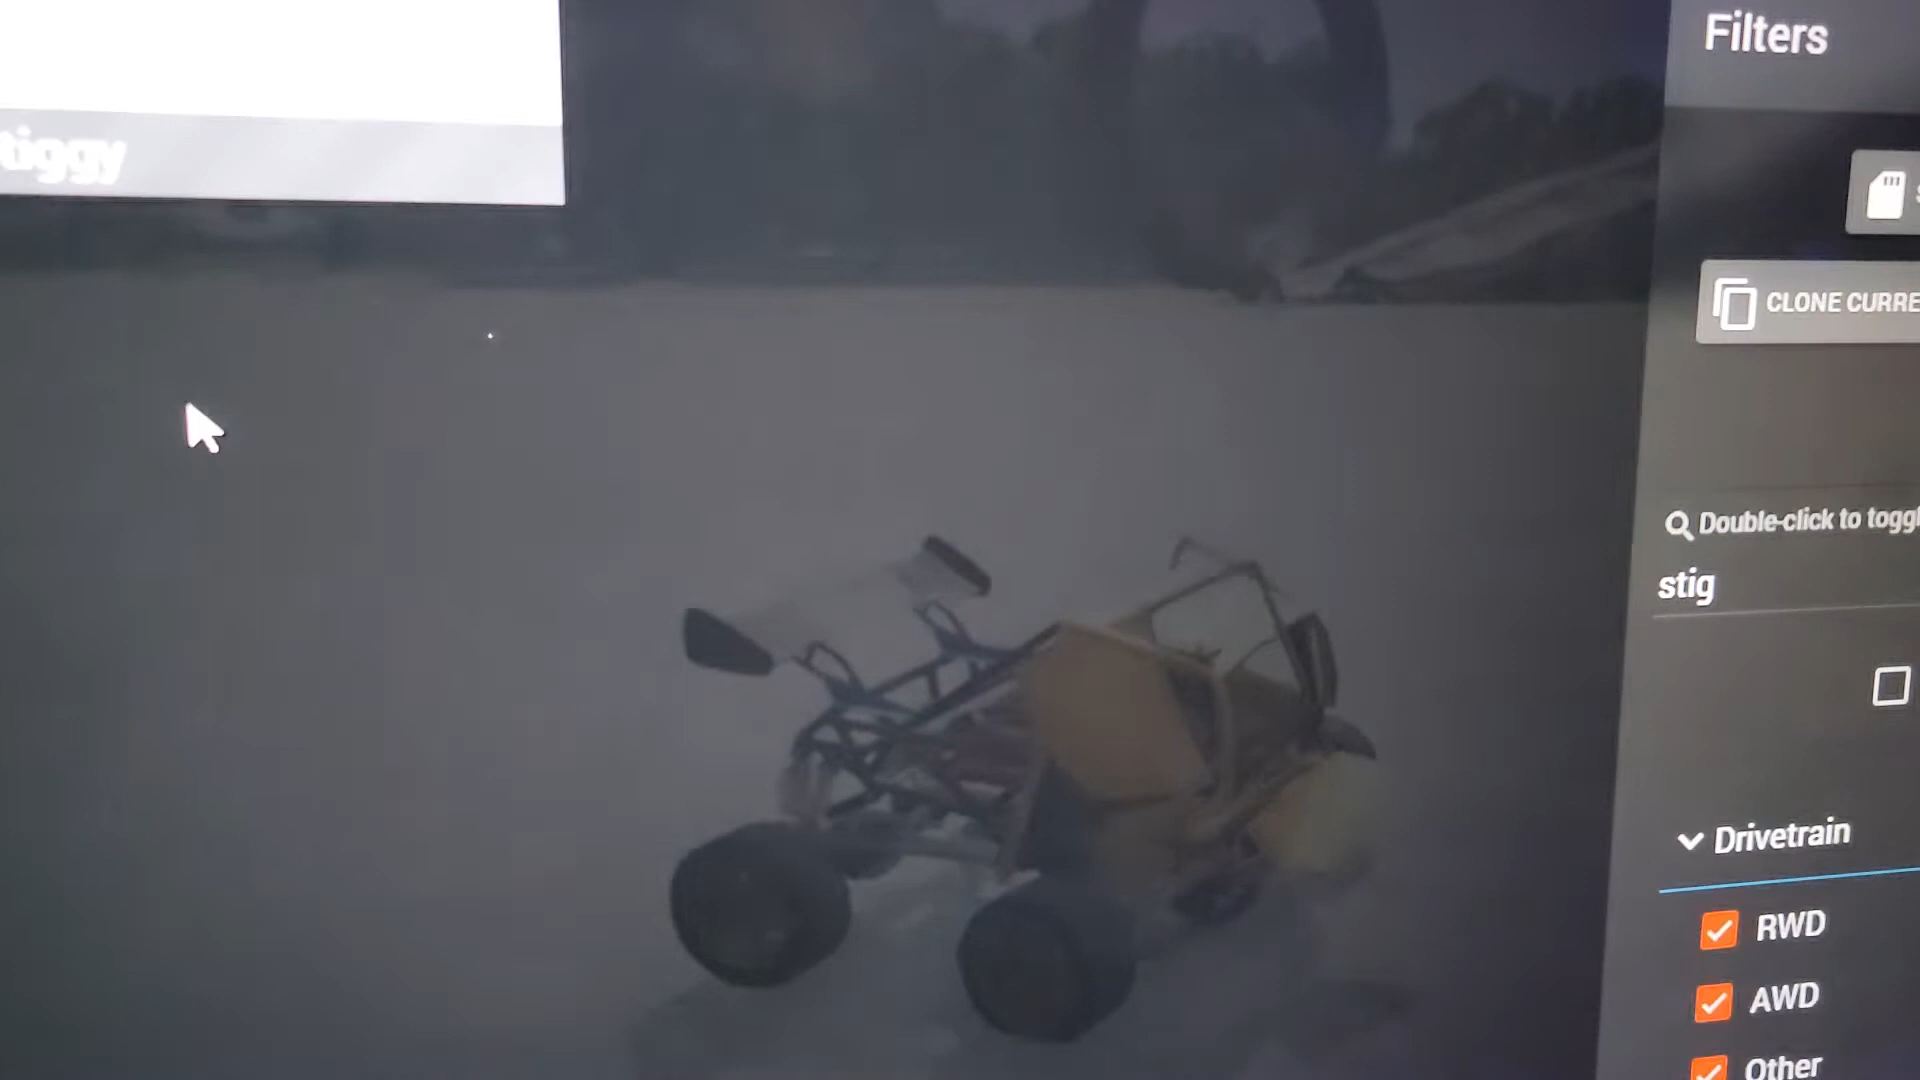 Filters
tiggy
CLONE CURRE
Double-click to toggl
stig
Drivetrain
RWD
AWD
Other